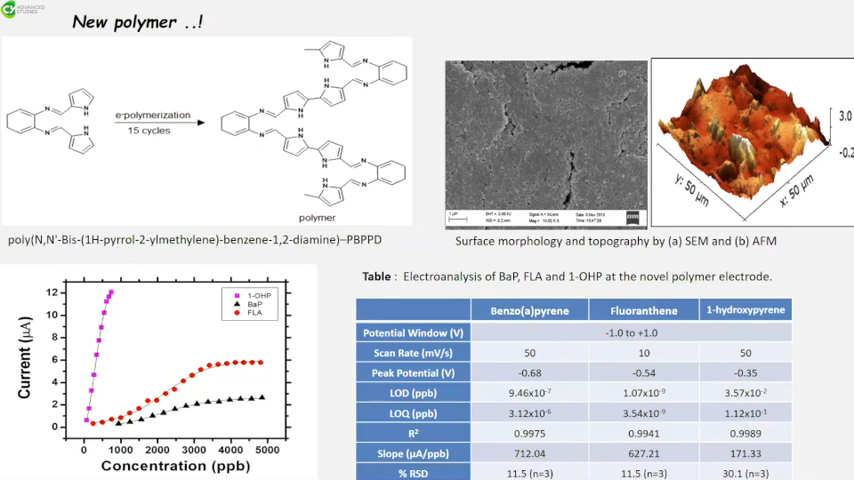 ADVANCED
STUDIES
New polymer ..!
e-polymerization
15 cycles
polymer
poly(N,N'-Bis-(1H-pyrrol-2-ylmethylene)-benzene-1,2-diamine)–PBPPD
1 µm
3.0
-0.2
y: 50 µm
x: 50 µm
Surface morphology and topography by (a) SEM and (b) AFM
Current (µA)
12
10
8
6
4
2
0
1-OHP
BaP
FLA
0 1000 2000 3000 4000 5000
Concentration (ppb)
Table : Electroanalysis of BaP, FLA and 1-OHP at the novel polymer electrode.
Benzo(a)pyrene Fluoranthene 1-hydroxypyrene
Potential Window (V) -1.0 to +1.0
Scan Rate (mV/s) 50 10 50
Peak Potential (V) -0.68 -0.54 -0.35
LOD (ppb) 9.46x10⁻⁷ 1.07x10⁻⁹ 3.57x10⁻²
LOQ (ppb) 3.12x10⁻⁶ 3.54x10⁻⁹ 1.12x10⁻¹
R² 0.9975 0.9941 0.9989
Slope (µA/ppb) 712.04 627.21 171.33
% RSD 11.5 (n=3) 11.5 (n=3) 30.1 (n=3)